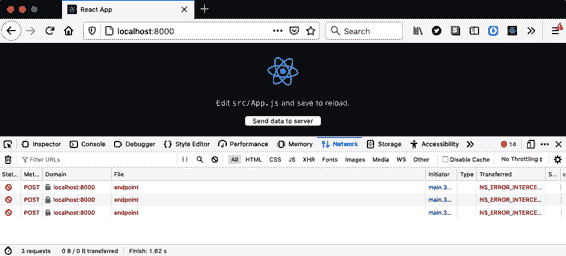 React App
localhost:8000
Search
Edit src/App.js and save to reload.
Send data to server
Inspector Console Debugger Style Editor Performance Memory Network Storage Accessibility 14
Filter URLs All HTML CSS JS XHR Fonts Images Media WS Other Disable Cache No Throttling
Stat... Met... Domain File Initiator Type Transferred S...
POST localhost:8000 endpoint main.3... NS_ERROR_INTERCE...
POST localhost:8000 endpoint main.3... NS_ERROR_INTERCE...
POST localhost:8000 endpoint main.3... NS_ERROR_INTERCE...
3 requests 0 B / 0 B transferred Finish: 1.62 s